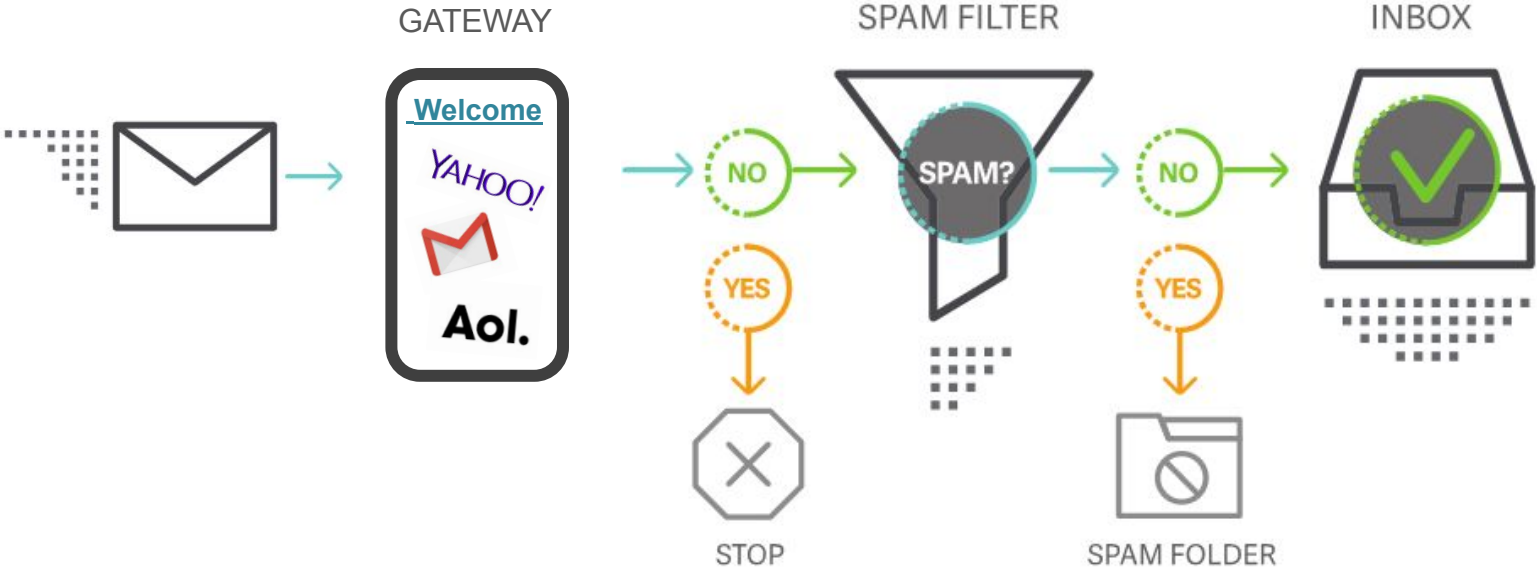 GATEWAY
SPAM FILTER
INBOX
Welcome
YAHOO!
Aol.
NO
SPAM?
NO
YES
YES
STOP
SPAM FOLDER